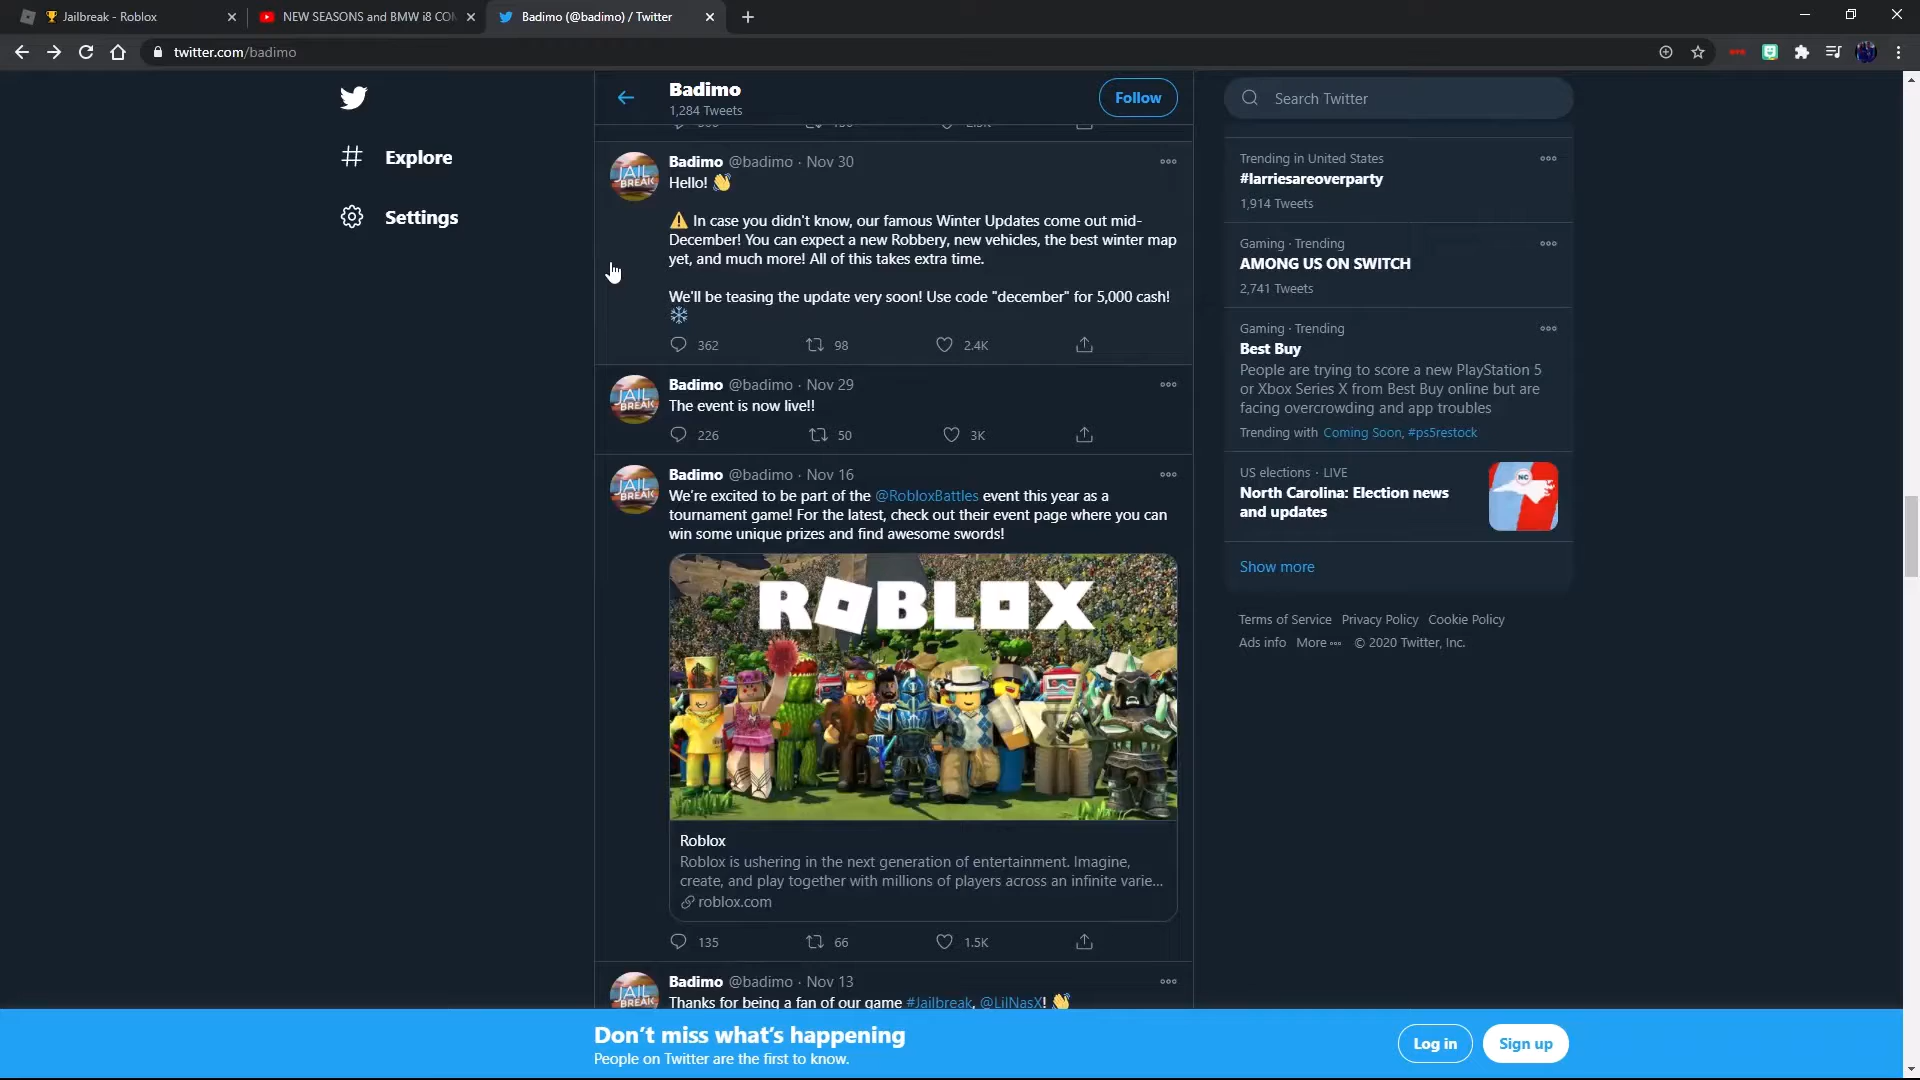 Jailbreak - Roblox
NEW SEASONS and BMW i8 CON
Badimo (@badimo) / Twitter
twitter.com/badimo
Explore
Settings
Badimo
1,284 Tweets
Follow
Badimo @badimo · Nov 30
Hello! 👋
⚠️ In case you didn't know, our famous Winter Updates come out mid-
December! You can expect a new Robbery, new vehicles, the best winter map
yet, and much more! All of this takes extra time.
We'll be teasing the update very soon! Use code "december" for 5,000 cash!
❄️
362 98 2.4K
Badimo @badimo · Nov 29
The event is now live!!
226 50 3K
Badimo @badimo · Nov 16
We're excited to be part of the @RobloxBattles event this year as a
tournament game! For the latest, check out their event page where you can
win some unique prizes and find awesome swords!
ROBLOX
Roblox
Roblox is ushering in the next generation of entertainment. Imagine,
create, and play together with millions of players across an infinite varie...
roblox.com
135 66 1.5K
Badimo @badimo · Nov 13
Thanks for being a fan of our game #Jailbreak, @LilNasX! 👋
JAIL
BREAK
JAIL
BREAK
JAIL
BREAK
JAIL
BREAK
Search Twitter
Trending in United States
#larriesareoverparty
1,914 Tweets
Gaming · Trending
AMONG US ON SWITCH
2,741 Tweets
Gaming · Trending
Best Buy
People are trying to score a new PlayStation 5
or Xbox Series X from Best Buy online but are
facing overcrowding and app troubles
Trending with Coming Soon, #ps5restock
US elections · LIVE
North Carolina: Election news
and updates
NC
Show more
Terms of Service Privacy Policy Cookie Policy
Ads info More ··· © 2020 Twitter, Inc.
Don't miss what's happening
People on Twitter are the first to know.
Log in
Sign up